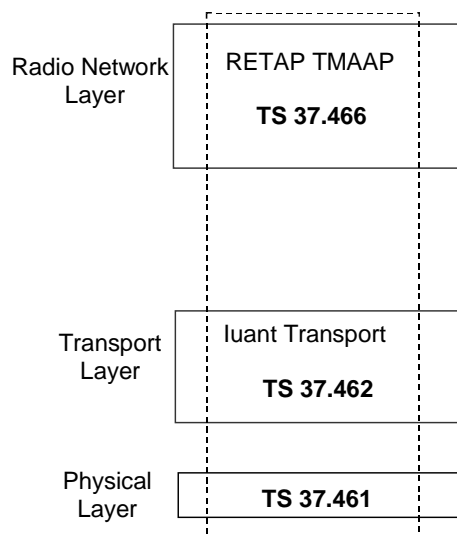 Radio Network
Layer
RETAP TMAAP
TS 37.466
Transport
Layer
Iuant Transport
TS 37.462
Physical
Layer
TS 37.461